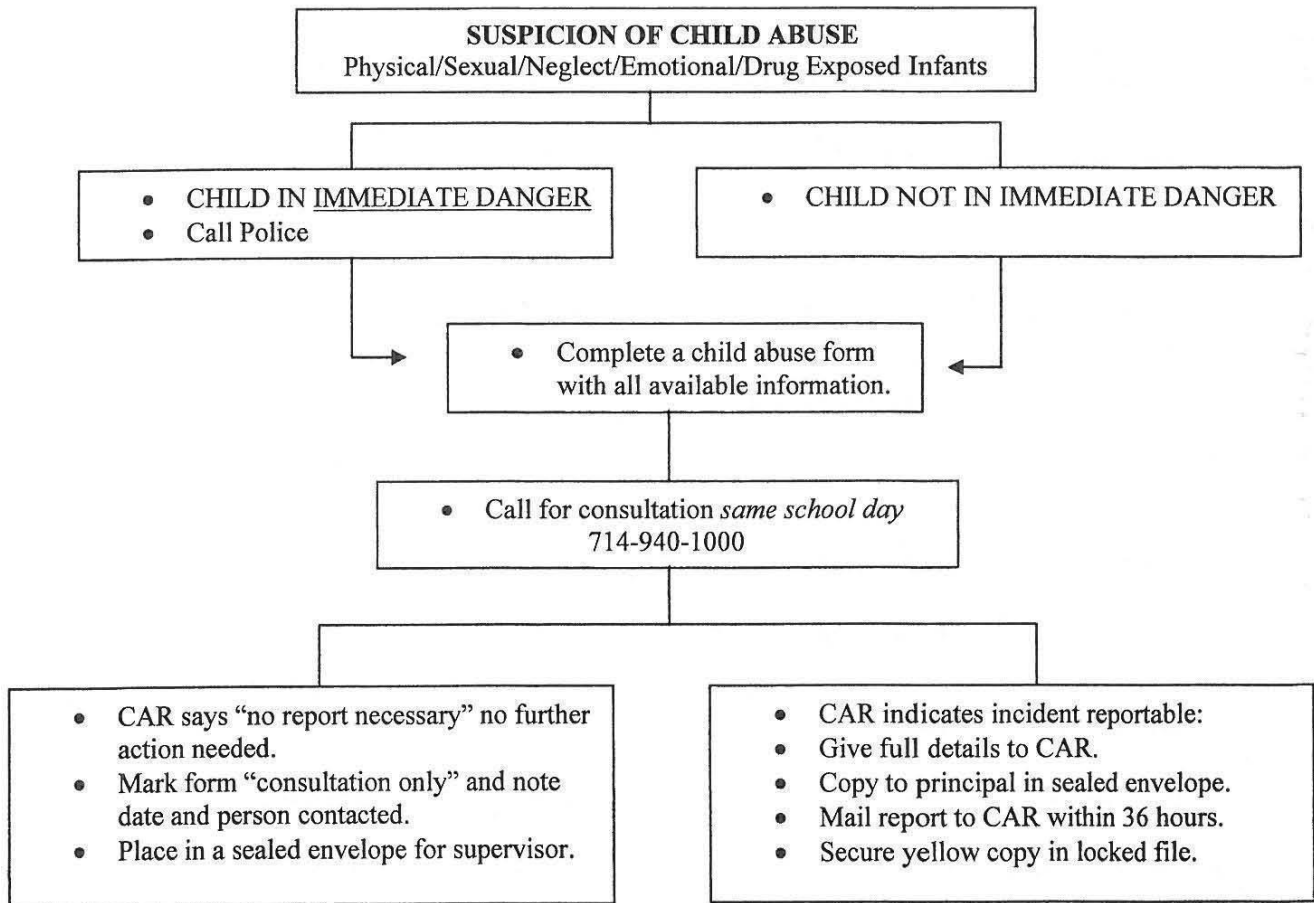 SUSPICION OF CHILD ABUSE
Physical/Sexual/Neglect/Emotional/Drug Exposed Infants
• CHILD IN IMMEDIATE DANGER
• Call Police
• CHILD NOT IN IMMEDIATE DANGER
• Complete a child abuse form
with all available information.
• Call for consultation same school day
714-940-1000
• CAR says “no report necessary” no further
action needed.
• Mark form “consultation only” and note
date and person contacted.
• Place in a sealed envelope for supervisor.
• CAR indicates incident reportable:
• Give full details to CAR.
• Copy to principal in sealed envelope.
• Mail report to CAR within 36 hours.
• Secure yellow copy in locked file.